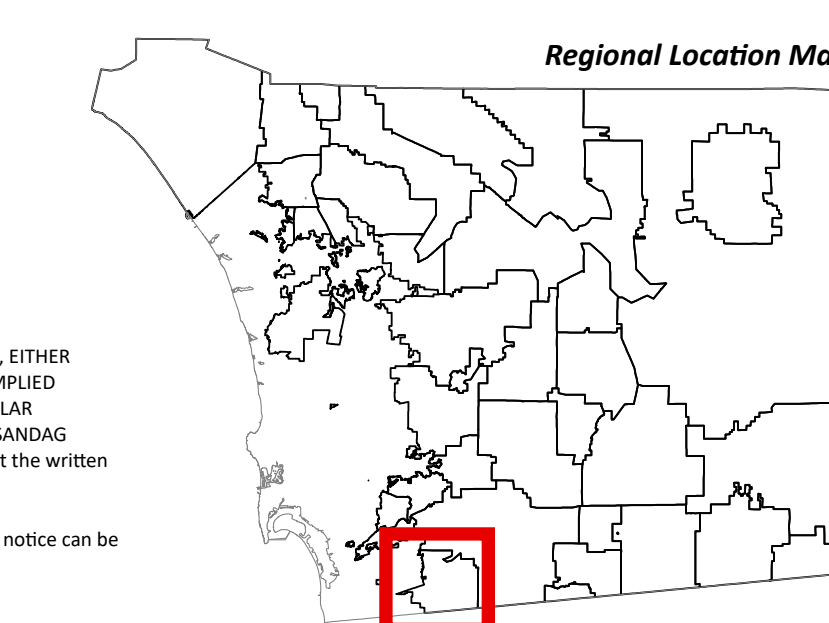 Regional Location Ma
, EITHER
MPLIED
LAR
SANDAG
t the written
notice can be